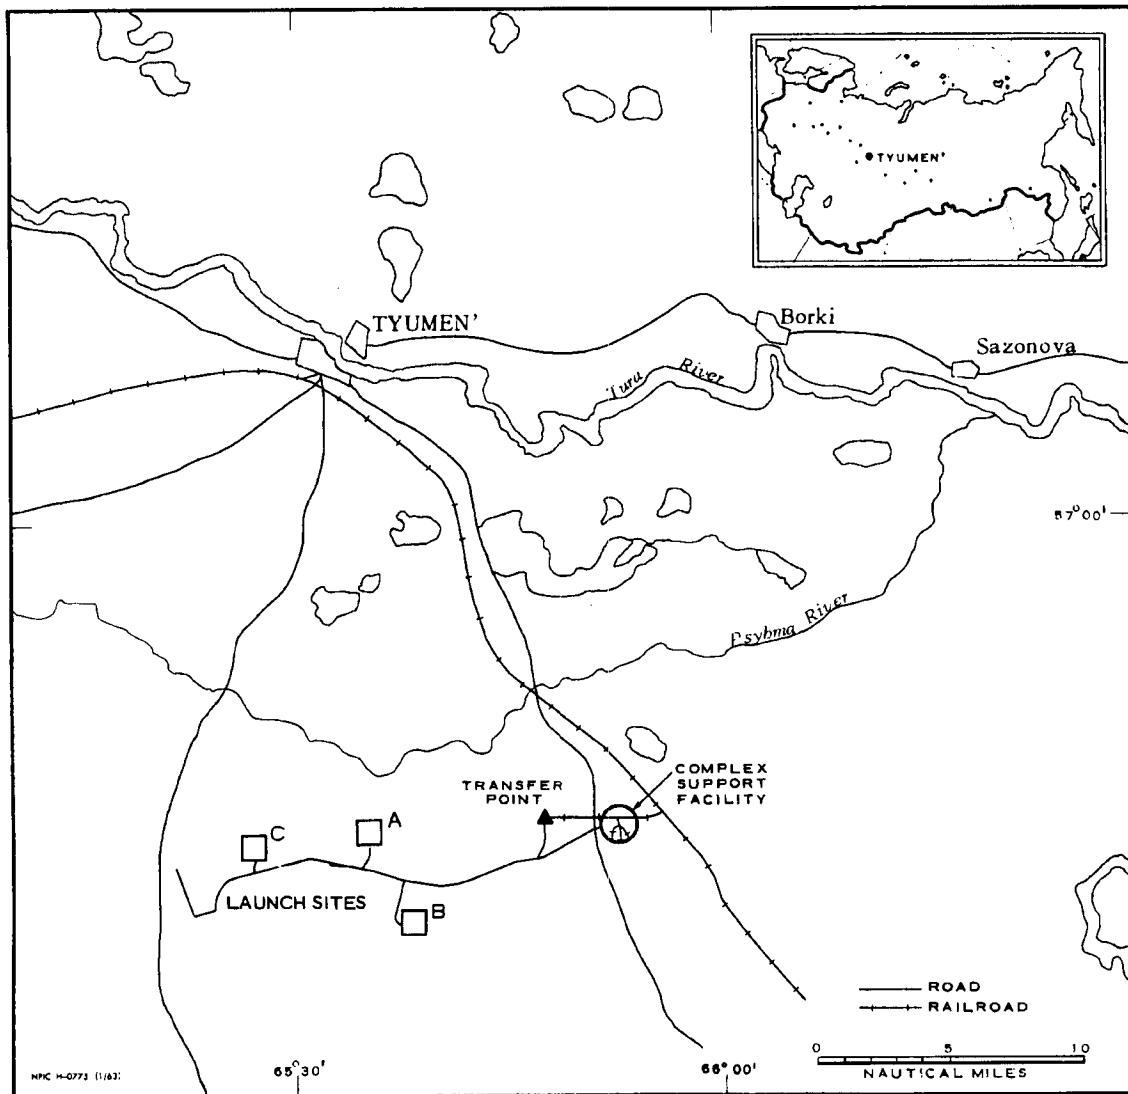 TYUMEN'
TYUMEN'
Borki
Sazonova
Tura River
57°00'
Psyhma River
COMPLEX
SUPPORT
FACILITY
TRANSFER
POINT
A
C
LAUNCH SITES
B
ROAD
RAILROAD
0 5 10
NAUTICAL MILES
NPIC H-0773 (1/63)
65°30'
66°00'